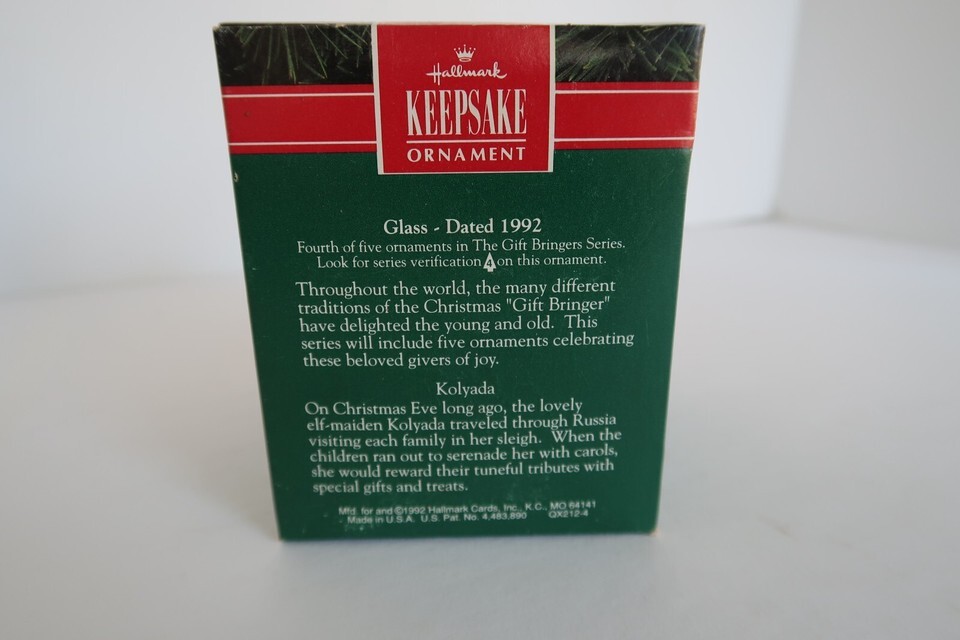 Hallmark
KEEPSAKE
ORNAMENT
Glass - Dated 1992
Fourth of five ornaments in The Gift Bringers Series.
Look for series verification 4 on this ornament.
Throughout the world, the many different
traditions of the Christmas "Gift Bringer"
have delighted the young and old. This
series will include five ornaments celebrating
these beloved givers of joy.
Kolyada
On Christmas Eve long ago, the lovely
elf-maiden Kolyada traveled through Russia
visiting each family in her sleigh. When the
children ran out to serenade her with carols,
she would reward their tuneful tributes with
special gifts and treats.
Mfd. for and ©1992 Hallmark Cards, Inc., K.C., MO 64141
Made in U.S.A. U.S. Pat. No. 4,483,890 QX212-4